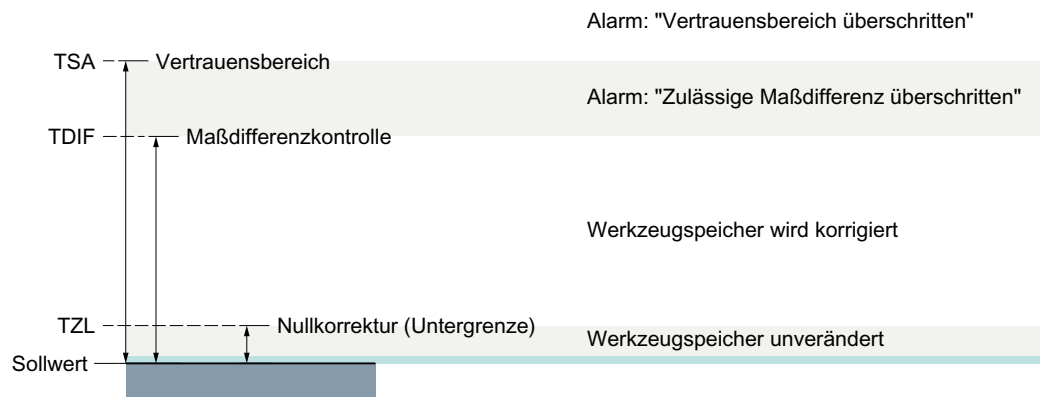 Alarm: "Vertrauensbereich überschritten"
TSA Vertrauensbereich
Alarm: "Zulässige Maßdifferenz überschritten"
TDIF Maßdifferenzkontrolle
Werkzeugspeicher wird korrigiert
TZL Nullkorrektur (Untergrenze)
Werkzeugspeicher unverändert
Sollwert